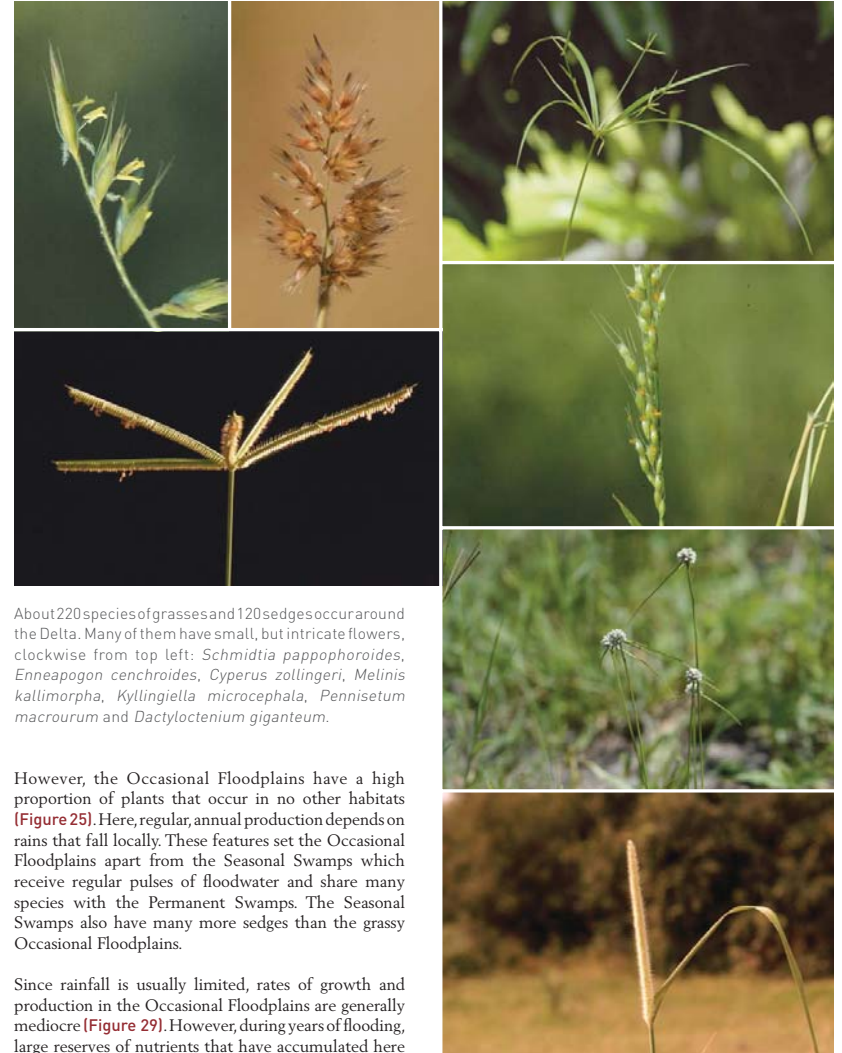 About 220 species of grasses and 120 sedges occur around
the Delta. Many of them have small, but intricate flowers,
clockwise from top left: Schmidtia pappophoroides,
Enneapogon cenchroides, Cyperus zollingeri, Melinis
kallimorpha, Kyllingiella microcephala, Pennisetum
macrourum and Dactyloctenium giganteum.
However, the Occasional Floodplains have a high
proportion of plants that occur in no other habitats
(Figure 25). Here, regular, annual production depends on
rains that fall locally. These features set the Occasional
Floodplains apart from the Seasonal Swamps which
receive regular pulses of floodwater and share many
species with the Permanent Swamps. The Seasonal
Swamps also have many more sedges than the grassy
Occasional Floodplains.
Since rainfall is usually limited, rates of growth and
production in the Occasional Floodplains are generally
mediocre (Figure 29). However, during years of flooding,
large reserves of nutrients that have accumulated here